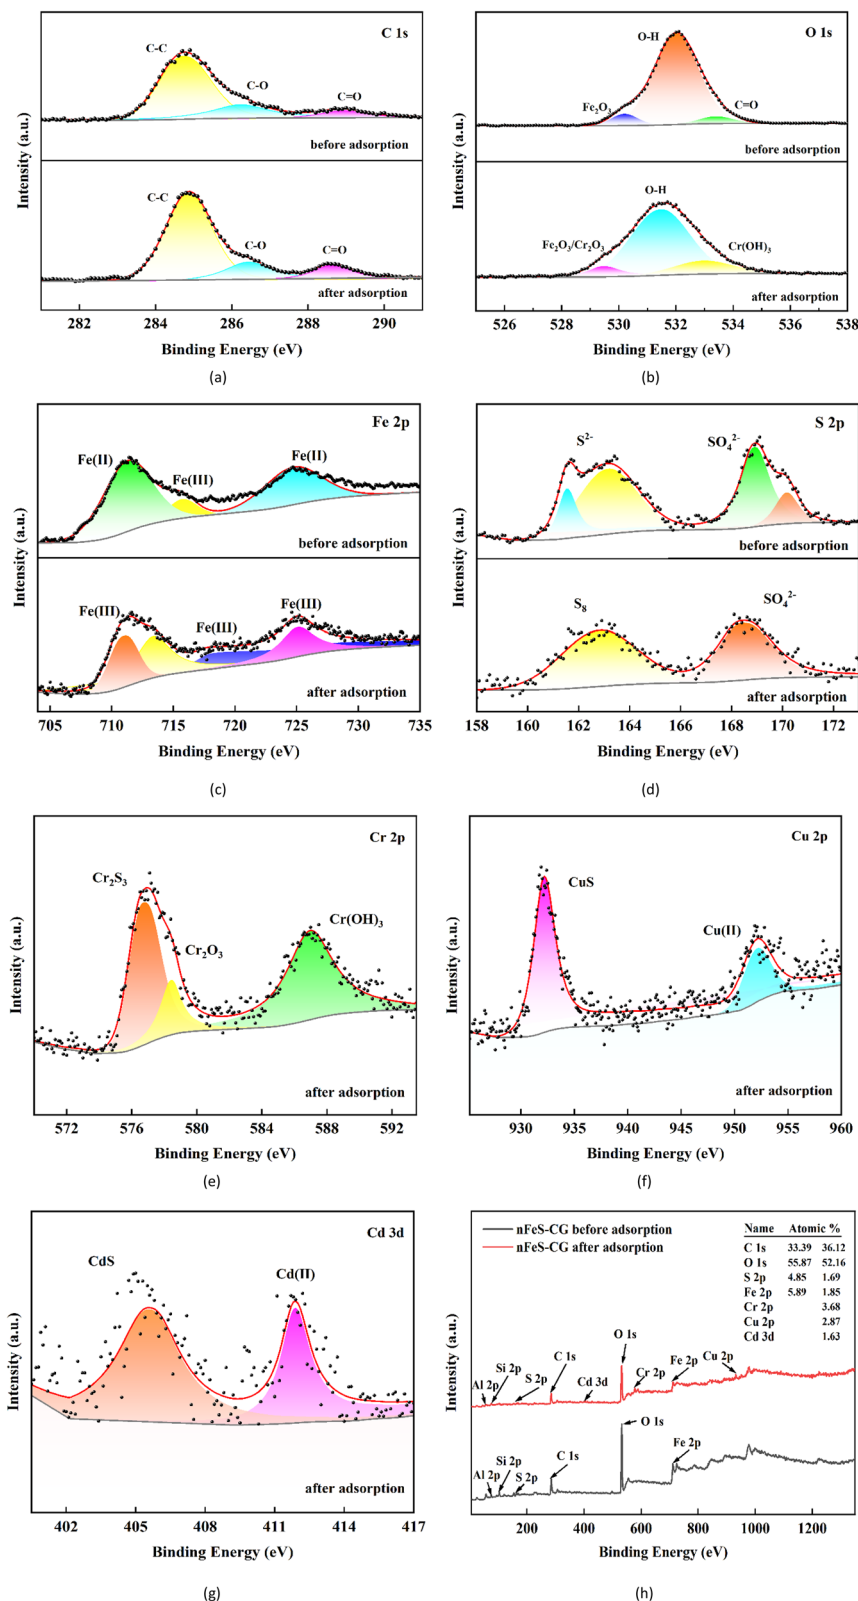 C 1s
C-C
C-O
C=O
before adsorption
C-C
C-O
C=O
after adsorption
Intensity (a.u.)
282 284 286 288 290
Binding Energy (eV)
(a)
O 1s
O-H
Fe₂O₃
C=O
before adsorption
O-H
Fe₂O₃/Cr₂O₃
Cr(OH)₃
after adsorption
Intensity (a.u.)
526 528 530 532 534 536 538
Binding Energy (eV)
(b)
Fe 2p
Fe(II)
Fe(III)
Fe(II)
before adsorption
Fe(III)
Fe(III)
Fe(III)
after adsorption
Intensity (a.u.)
705 710 715 720 725 730 735
Binding Energy (eV)
(c)
S 2p
S²⁻
SO₄²⁻
before adsorption
S₈
SO₄²⁻
after adsorption
Intensity (a.u.)
158 160 162 164 166 168 170 172
Binding Energy (eV)
(d)
Cr 2p
Cr₂S₃
Cr₂O₃
Cr(OH)₃
after adsorption
Intensity (a.u.)
572 576 580 584 588 592
Binding Energy (eV)
(e)
Cu 2p
CuS
Cu(II)
after adsorption
Intensity (a.u.)
930 935 940 945 950 955 960
Binding Energy (eV)
(f)
Cd 3d
CdS
Cd(II)
after adsorption
Intensity (a.u.)
402 405 408 411 414 417
Binding Energy (eV)
(g)
nFeS-CG before adsorption
nFeS-CG after adsorption
Name Atomic %
C 1s 33.39 36.12
O 1s 55.87 52.16
S 2p 4.85 1.69
Fe 2p 5.89 1.85
Cr 2p 3.68
Cu 2p 2.87
Cd 3d 1.63
Al 2p
Si 2p
S 2p
C 1s
Cd 3d
O 1s
Cr 2p
Fe 2p
Cu 2p
Al 2p
Si 2p
S 2p
C 1s
O 1s
Fe 2p
Intensity (a.u.)
200 400 600 800 1000 1200
Binding Energy (eV)
(h)